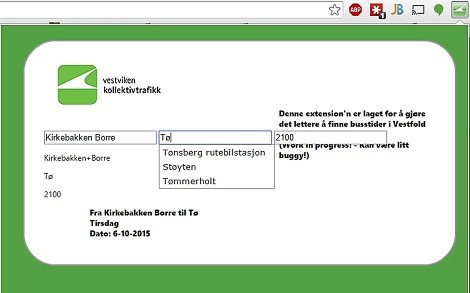 ABP
1
JB
vestviken
kollektivtrafikk
Denne extension'n er laget for å gjøre
det lettere å finne busstider i Vestfold
(Work in progress! - Kan være litt
buggy!)
Kirkebakken Borre
Tø
2100
Tønsberg rutebilstasjon
Støyten
Tømmerholt
Kirkebakken+Borre
Tø
2100
Fra Kirkebakken Borre til Tø
Tirsdag
Dato: 6-10-2015